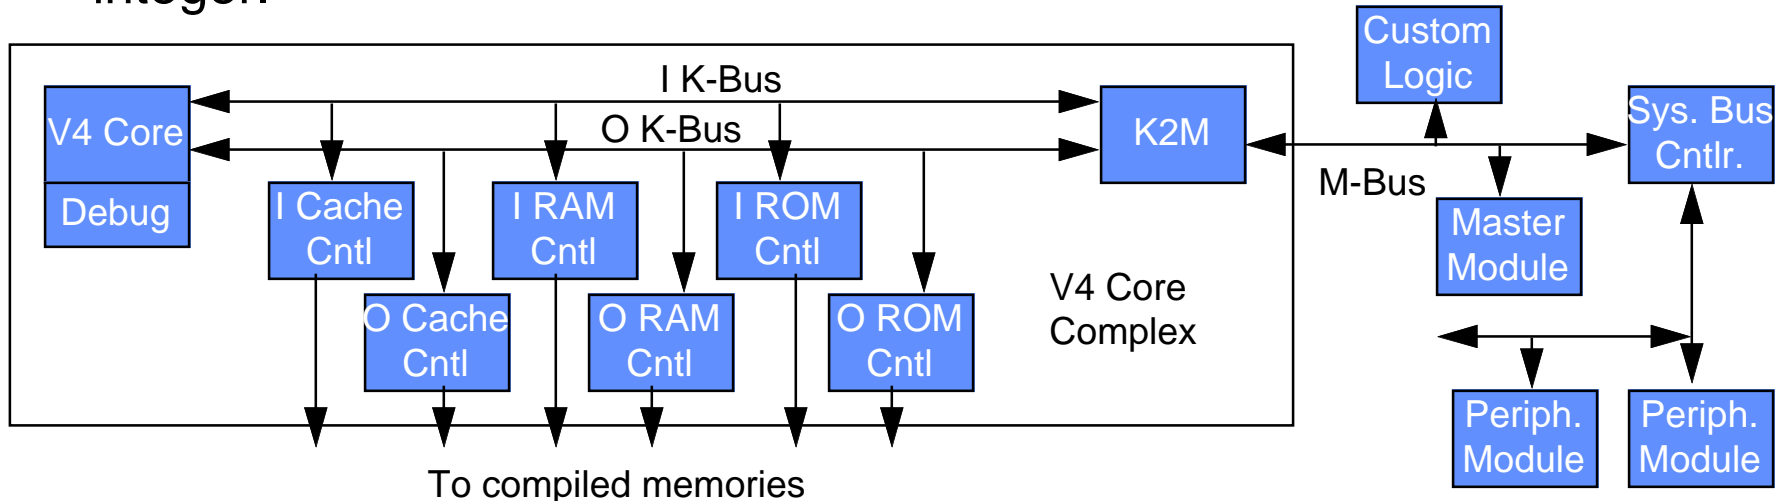 integer.
I K-Bus
V4 Core
O K-Bus
K2M
Debug
I Cache
Cntl
I RAM
Cntl
I ROM
Cntl
O Cache
Cntl
O RAM
Cntl
O ROM
Cntl
V4 Core
Complex
To compiled memories
Custom
Logic
Sys. Bus
Cntlr.
M-Bus
Master
Module
Periph.
Module
Periph.
Module